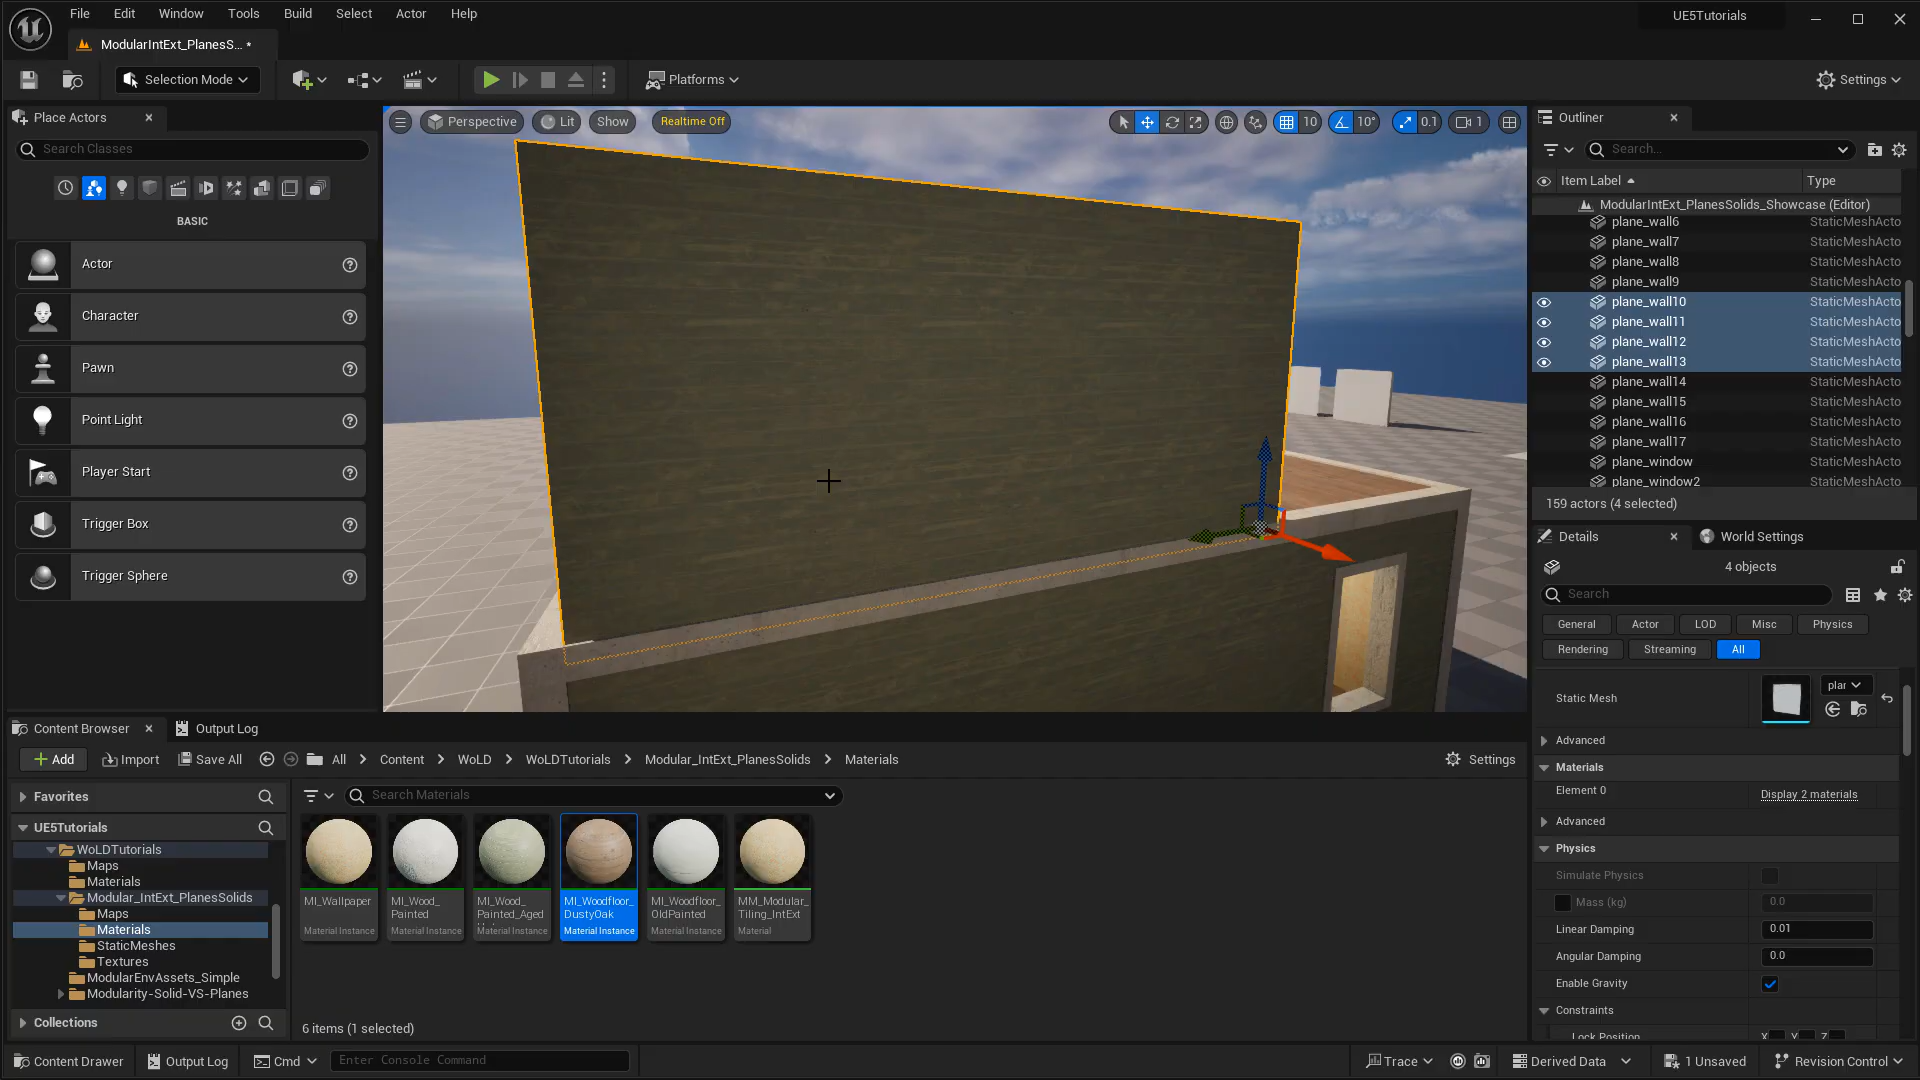 File Edit Window Tools Build Select Actor Help
UE5Tutorials
ModularIntExt_PlanesS... *
Selection Mode
Platforms
Settings
Place Actors
Search Classes
BASIC
Actor
Character
Pawn
Point Light
Player Start
Trigger Box
Trigger Sphere
Perspective Lit Show Realtime Off
10 10° 0.1 1
Outliner
Search...
Item Label Type
ModularIntExt_PlanesSolids_Showcase (Editor)
plane_wall6 StaticMeshActo
plane_wall7 StaticMeshActo
plane_wall8 StaticMeshActo
plane_wall9 StaticMeshActo
plane_wall10 StaticMeshActo
plane_wall11 StaticMeshActo
plane_wall12 StaticMeshActo
plane_wall13 StaticMeshActo
plane_wall14 StaticMeshActo
plane_wall15 StaticMeshActo
plane_wall16 StaticMeshActo
plane_wall17 StaticMeshActo
plane_window StaticMeshActo
plane_window2 StaticMeshActo
159 actors (4 selected)
Details
World Settings
4 objects
Search
General Actor LOD Misc Physics
Rendering Streaming All
Static Mesh
plar
Advanced
Materials
Element 0 Display 2 materials
Advanced
Physics
Simulate Physics
Mass (kg) 0.0
Linear Damping 0.01
Angular Damping 0.0
Enable Gravity
Constraints
Lock Position X Y Z
Content Browser
Output Log
Add Import Save All All Content WoLD WoLDTutorials Modular_IntExt_PlanesSolids Materials
Settings
Favorites
UE5Tutorials
WoLDTutorials
Maps
Materials
Modular_IntExt_PlanesSolids
Maps
Materials
StaticMeshes
Textures
ModularEnvAssets_Simple
Modularity-Solid-VS-Planes
Collections
Search Materials
MI_Wallpaper
Material Instance
MI_Wood_
Painted
Material Instance
MI_Wood_
Painted_Aged
Material Instance
MI_Woodfloor_
DustyOak
Material Instance
MI_Woodfloor_
OldPainted
Material Instance
MM_Modular_
Tiling_IntExt
Material
6 items (1 selected)
Content Drawer Output Log Cmd Enter Console Command
Trace Derived Data 1 Unsaved Revision Control